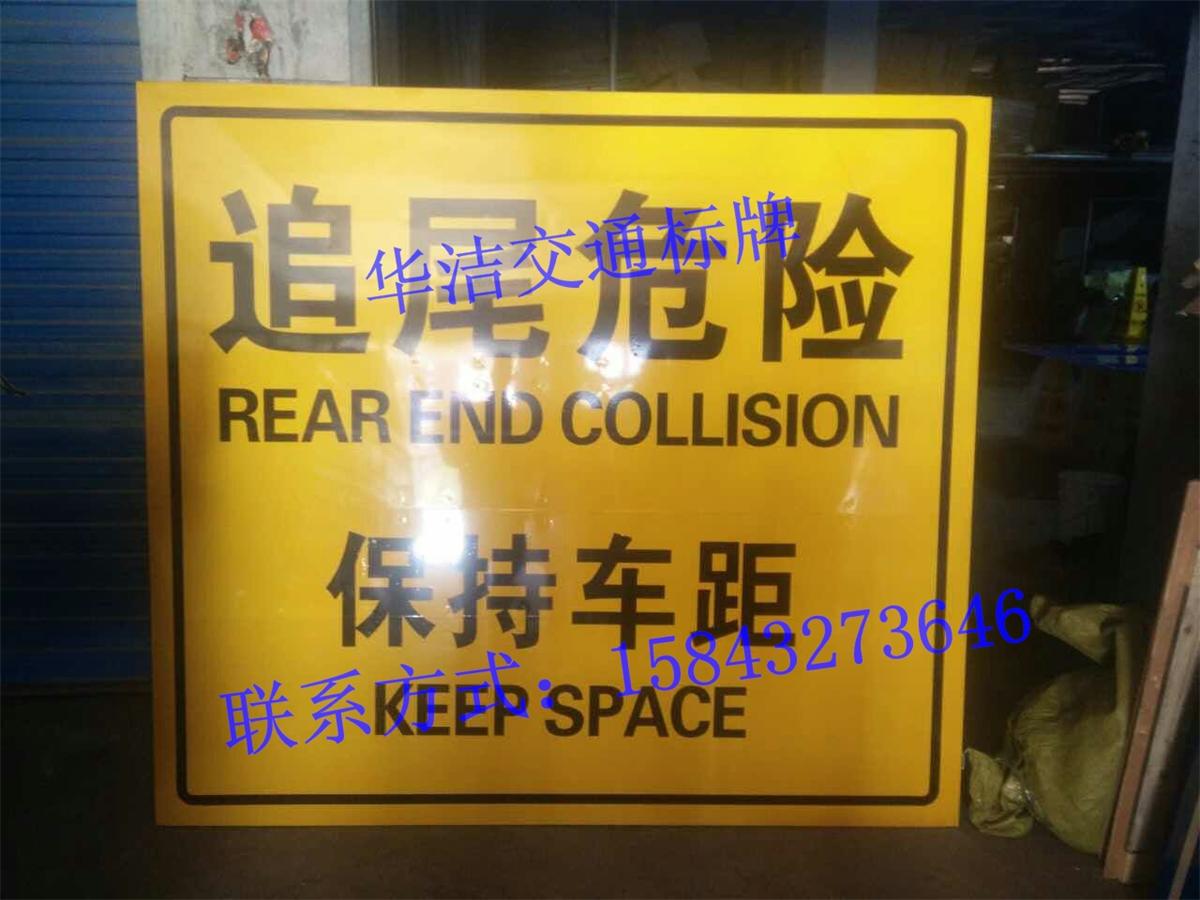 追尾危险
华洁交通标牌
REAR END COLLISION
保持车距
联系方式：15843273646
KEEP SPACE